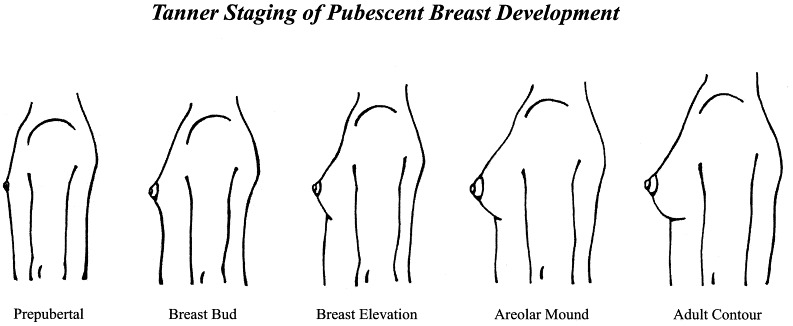 Tanner Staging of Pubescent Breast Development
Prepubertal
Breast Bud
Breast Elevation
Areolar Mound
Adult Contour